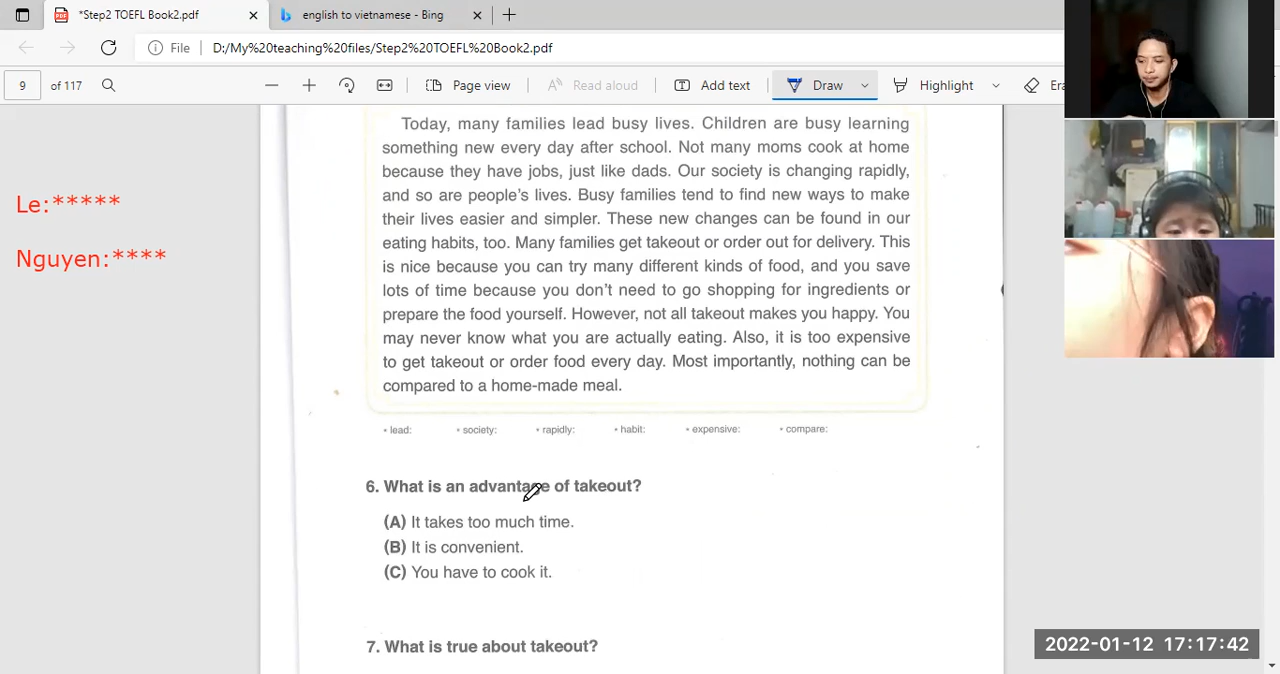 *Step2 TOEFL Book2.pdf
english to vietnamese - Bing
File
D:/My%20teaching%20files/Step2%20TOEFL%20Book2.pdf
9 of 117
Page view
Read aloud
Add text
Draw
Highlight
Era
Today, many families lead busy lives. Children are busy learning
something new every day after school. Not many moms cook at home
because they have jobs, just like dads. Our society is changing rapidly,
and so are people's lives. Busy families tend to find new ways to make
their lives easier and simpler. These new changes can be found in our
eating habits, too. Many families get takeout or order out for delivery. This
is nice because you can try many different kinds of food, and you save
lots of time because you don't need to go shopping for ingredients or
prepare the food yourself. However, not all takeout makes you happy. You
may never know what you are actually eating. Also, it is too expensive
to get takeout or order food every day. Most importantly, nothing can be
compared to a home-made meal.
• lead: • society: • rapidly: • habit: • expensive: • compare:
Le:*****
Nguyen:****
6. What is an advantage of takeout?
(A) It takes too much time.
(B) It is convenient.
(C) You have to cook it.
7. What is true about takeout?
2022-01-12 17:17:42